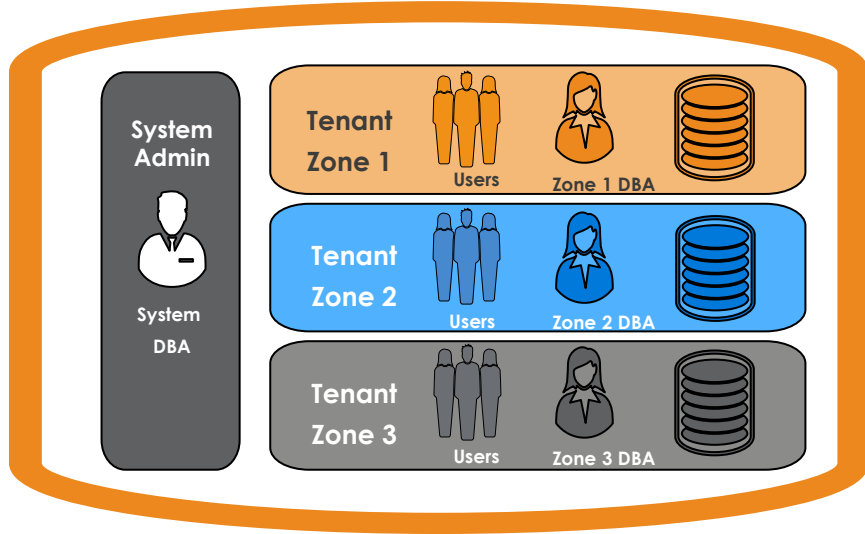 System
Admin
System
DBA
Tenant
Zone 1
Users
Zone 1 DBA
Tenant
Zone 2
Users
Zone 2 DBA
Tenant
Zone 3
Users
Zone 3 DBA